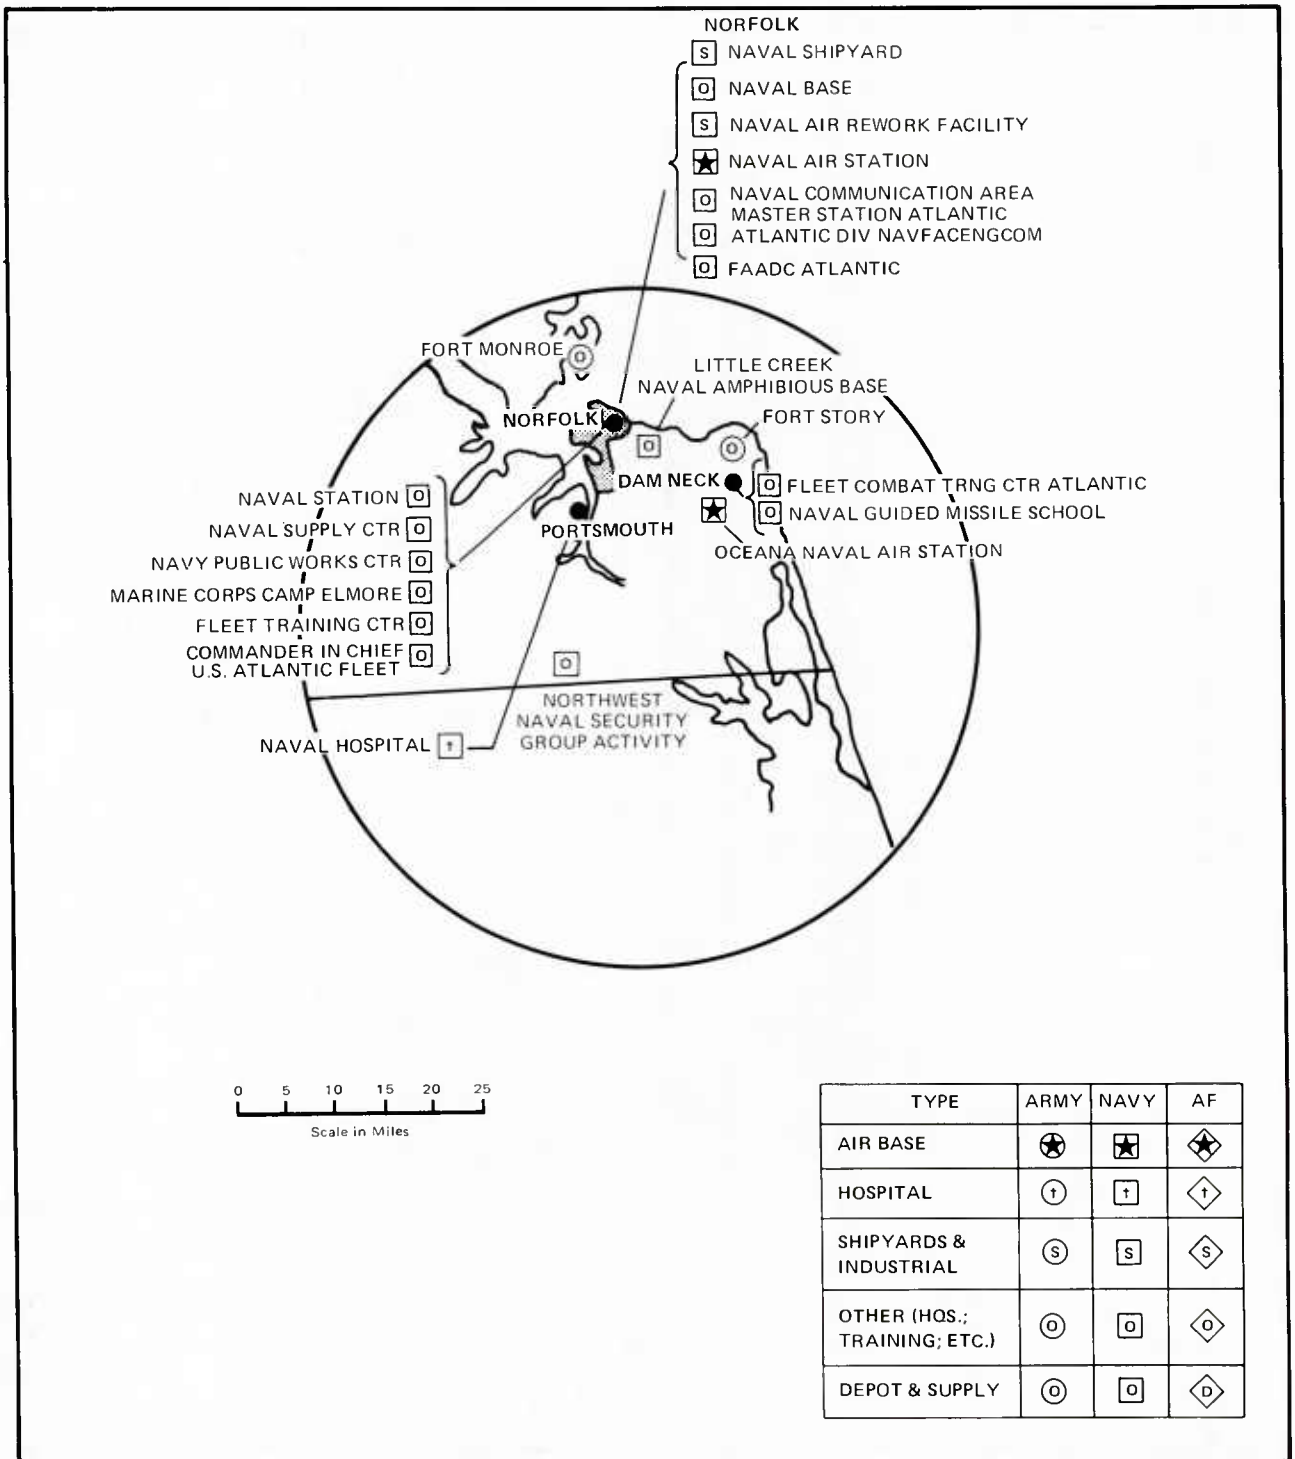 NORFOLK
S NAVAL SHIPYARD
O NAVAL BASE
S NAVAL AIR REWORK FACILITY
NAVAL AIR STATION
O NAVAL COMMUNICATION AREA
MASTER STATION ATLANTIC
O ATLANTIC DIV NAVFACENGCOM
O FAADC ATLANTIC
FORT MONROE O
LITTLE CREEK
NAVAL AMPHIBIOUS BASE
O
NORFOLK
FORT STORY
O
DAM NECK
O FLEET COMBAT TRNG CTR ATLANTIC
O NAVAL GUIDED MISSILE SCHOOL
OCEANA NAVAL AIR STATION
PORTSMOUTH
NAVAL STATION O
NAVAL SUPPLY CTR O
NAVY PUBLIC WORKS CTR O
MARINE CORPS CAMP ELMORE O
FLEET TRAINING CTR O
COMMANDER IN CHIEF O
U.S. ATLANTIC FLEET
O
NORTHWEST
NAVAL SECURITY
GROUP ACTIVITY
NAVAL HOSPITAL †
0 5 10 15 20 25
Scale in Miles
TYPE ARMY NAVY AF
AIR BASE
HOSPITAL † † †
SHIPYARDS &
INDUSTRIAL S S S
OTHER (HQS.;
TRAINING; ETC.) O O O
DEPOT & SUPPLY O O D